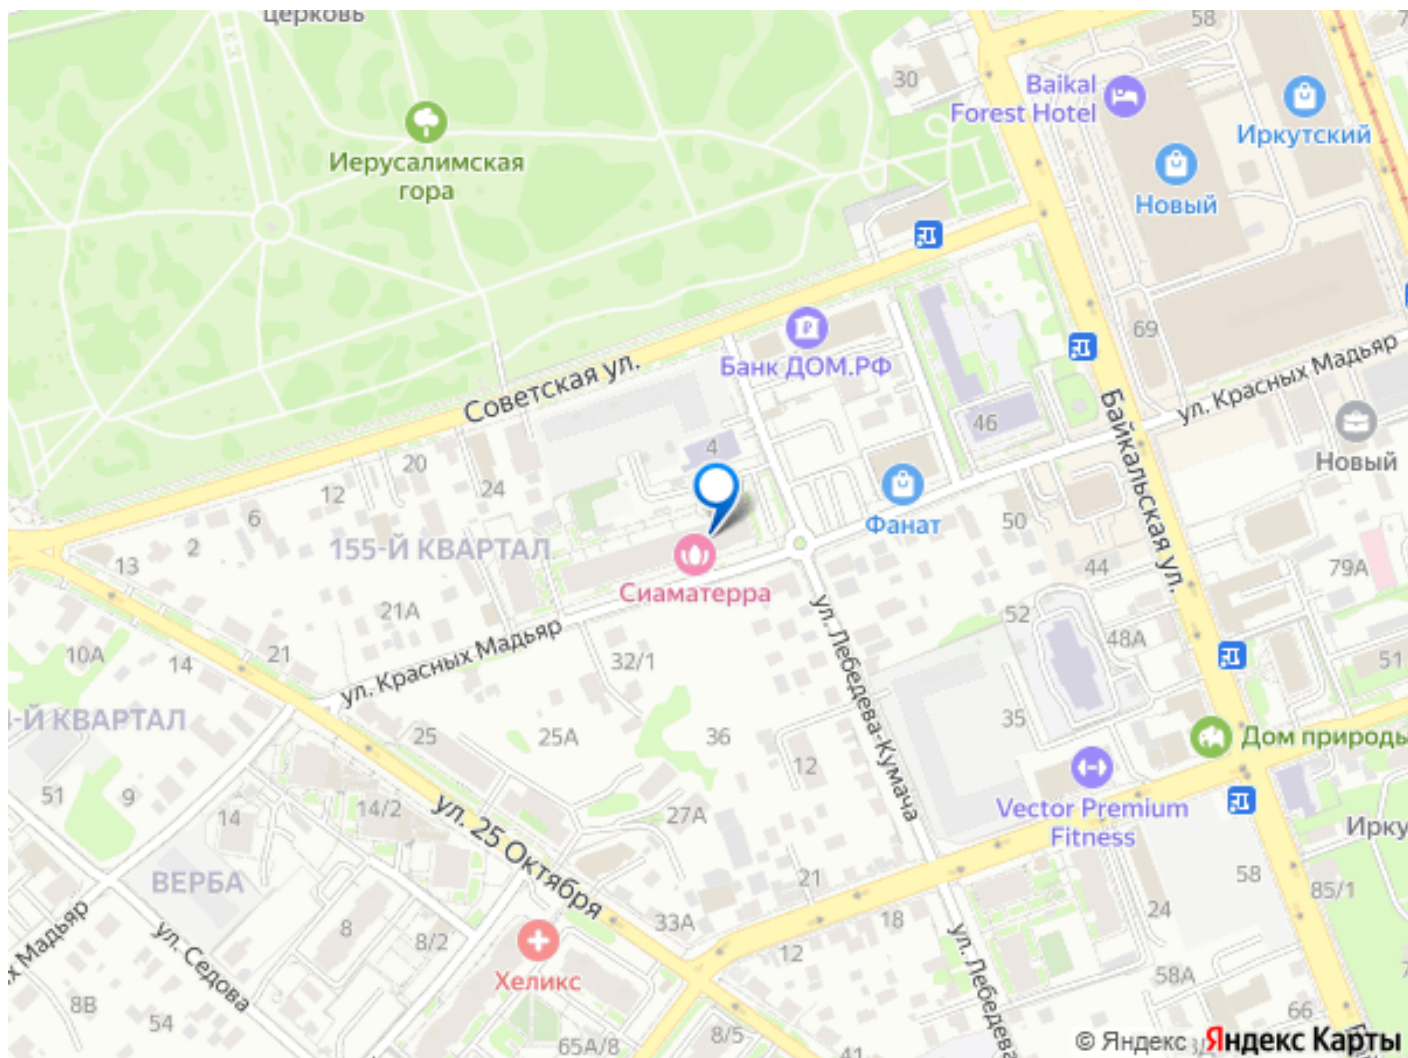 церковь
58
30
Baikal
Forest Hotel
Иркутский
Иерусалимская
гора
Новый
69
Банк ДОМ.РФ
ул. Красных Мадьяр
Советская ул.
Байкальская ул.
46
4
20
24
12
6
2
13
Новый
Фанат
50
155-Й КВАРТАЛ
44
79А
Сиаматерра
21А
52
48А
ул. Лебедева-Кумача
ул. Красных Мадьяр
10А
14
21
32/1
51
-Й КВАРТАЛ
25
25А
36
35
12
Дом природы
51
9
14
14/2
27А
ул. 25 Октября
Vector Premium
Fitness
Ирку
ВЕРБА
21
58
85/1
33А
18
24
8
8/2
12
ул. Лебедева
х Мадьяр
ул. Седова
Хеликс
58А
8В
54
66
65А/8
8/5
41
© Яндекс Яндекс Карты